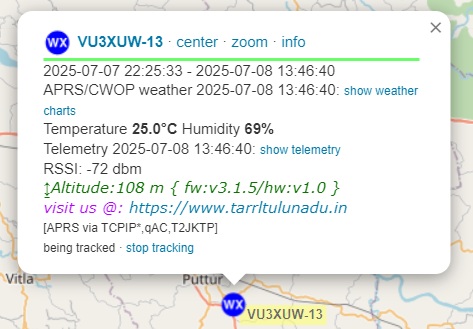 ×
WX VU3XUW-13 · center · zoom · info
2025-07-07 22:25:33 - 2025-07-08 13:46:40
APRS/CWOP weather 2025-07-08 13:46:40: show weather
charts
Temperature 25.0°C Humidity 69%
Telemetry 2025-07-08 13:46:40: show telemetry
RSSI: -72 dbm
↨Altitude:108 m { fw:v3.1.5/hw:v1.0 }
visit us @: https://www.tarrltulunadu.in
[APRS via TCPIP*,qAC,T2JKTP]
being tracked · stop tracking
Vitla
Puttur
WX
VU3XUW-13